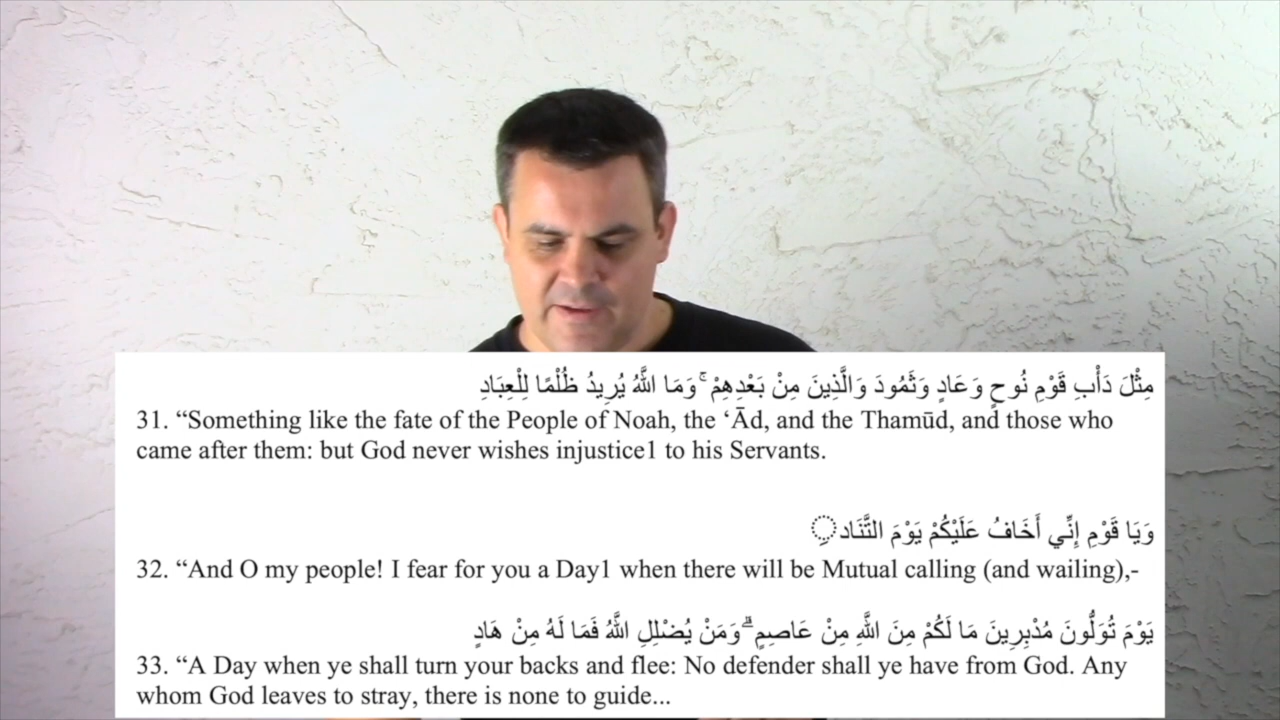 مِثْلَ دَأْبِ قَوْمِ نُوحٍ وَعَادٍ وَثَمُودَ وَالَّذِينَ مِنْ بَعْدِهِمْ ۚ وَمَا اللَّهُ يُرِيدُ ظُلْمًا لِلْعِبَادِ
31. “Something like the fate of the People of Noah, the ‘Ād, and the Thamūd, and those who
came after them: but God never wishes injustice1 to his Servants.
وَيَا قَوْمِ إِنِّي أَخَافُ عَلَيْكُمْ يَوْمَ التَّنَادِ
32. “And O my people! I fear for you a Day1 when there will be Mutual calling (and wailing),-
يَوْمَ تُوَلُّونَ مُدْبِرِينَ مَا لَكُمْ مِنَ اللَّهِ مِنْ عَاصِمٍ ۗ وَمَنْ يُضْلِلِ اللَّهُ فَمَا لَهُ مِنْ هَادٍ
33. “A Day when ye shall turn your backs and flee: No defender shall ye have from God. Any
whom God leaves to stray, there is none to guide...